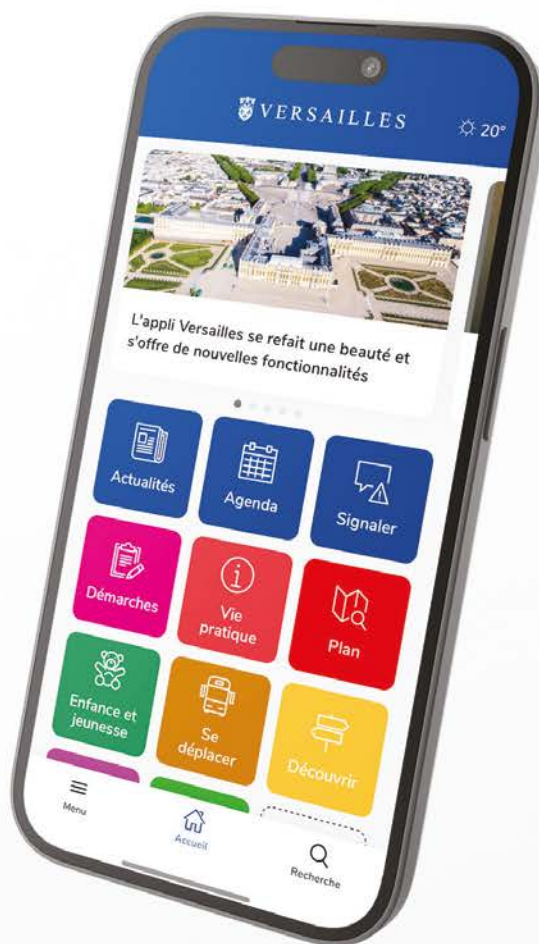 VERSAILLES
20°
L'appli Versailles se refait une beauté et
s'offre de nouvelles fonctionnalités
Actualités
Agenda
Signaler
Démarches
Vie
pratique
Plan
Enfance et
jeunesse
Se
déplacer
Découvrir
Menu
Accueil
Recherche